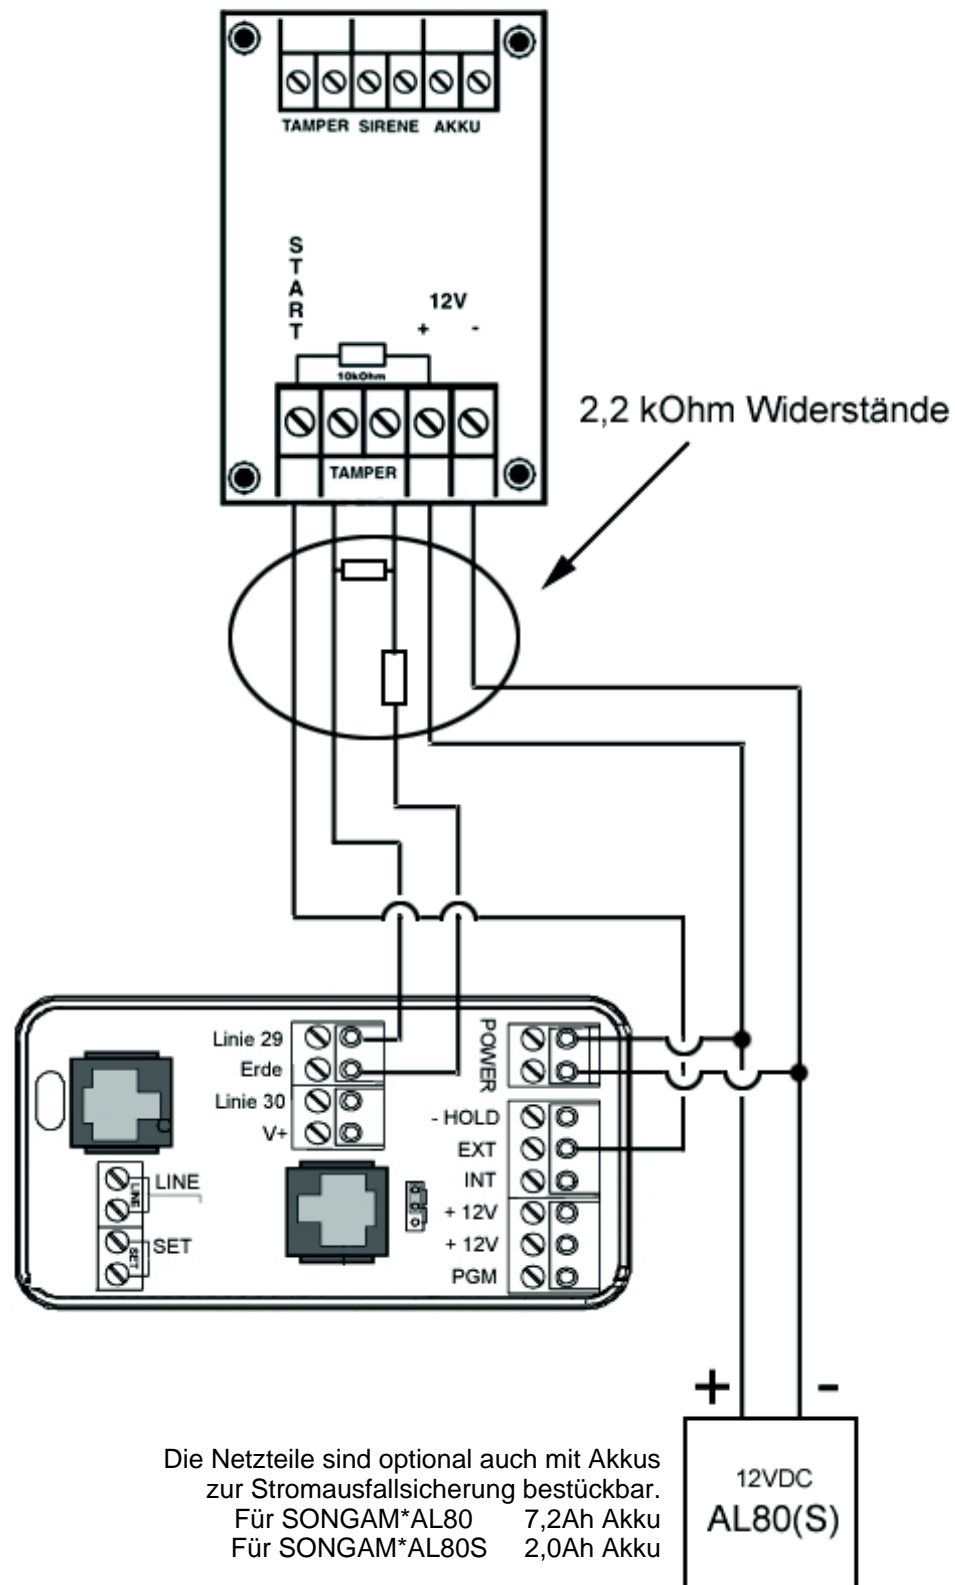 TAMPER SIRENE AKKU
START
12V
+ -
10kOhm
TAMPER
2,2 kOhm Widerstände
Linie 29
Erde
Linie 30
V+
LINE
LINE
SET
SET
POWER
- HOLD
EXT
INT
+ 12V
+ 12V
PGM
+ -
12VDC
AL80(S)
Die Netzteile sind optional auch mit Akkus
zur Stromausfallsicherung bestückbar.
Für SONGAM*AL80 7,2Ah Akku
Für SONGAM*AL80S 2,0Ah Akku